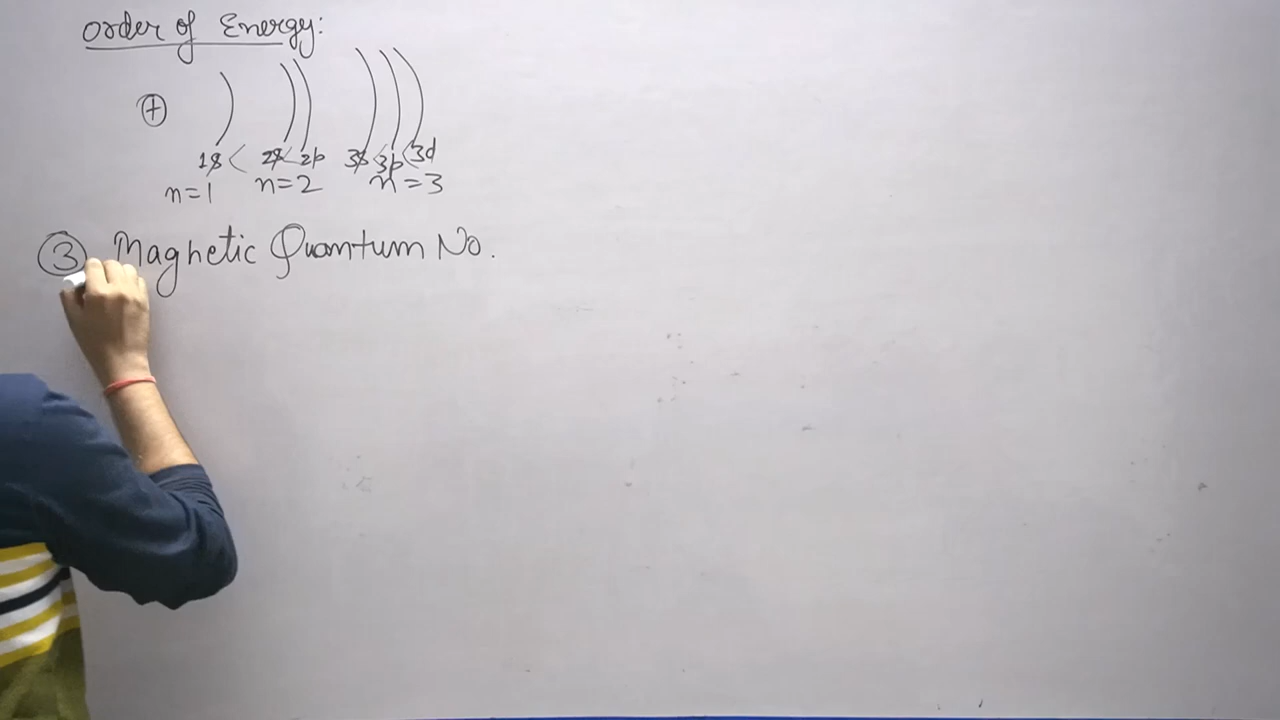 Order of Energy:
+
1s < 2s < 2p 3s < 3p < 3d
n=1 n=2 n=3
3 Magnetic Quantum No.